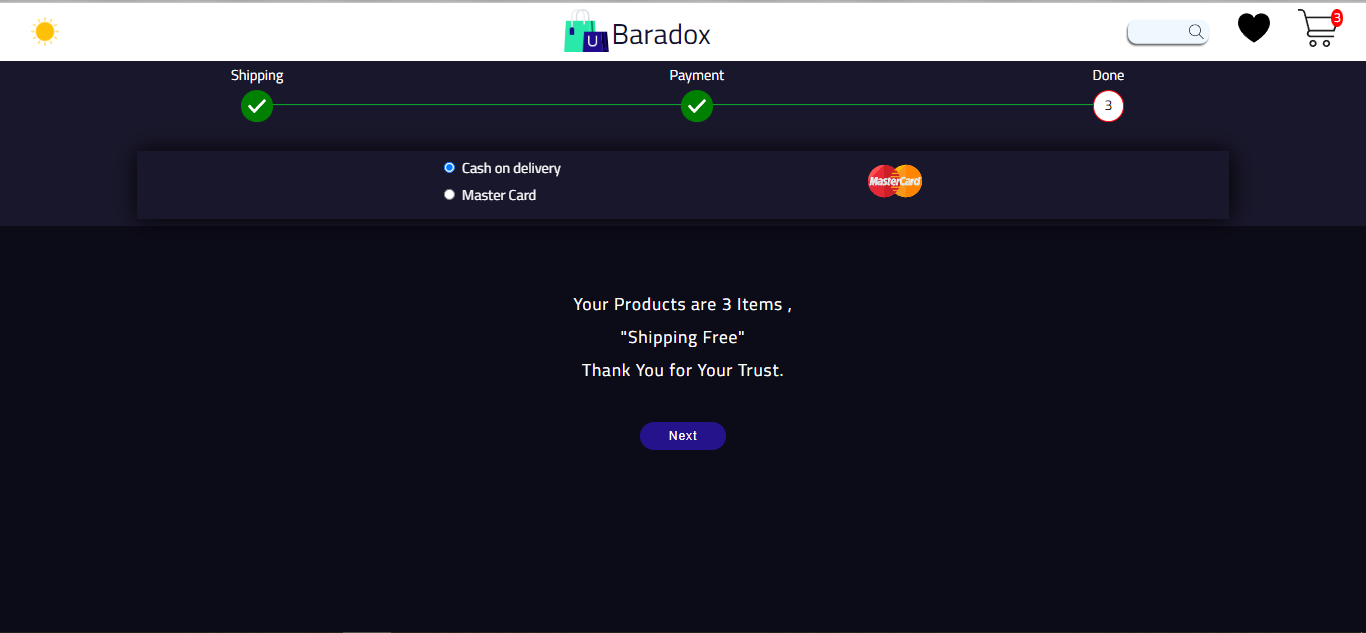 U Baradox
3
Shipping
Payment
Done
3
Cash on delivery
MasterCard
Master Card
Your Products are 3 Items ,
"Shipping Free"
Thank You for Your Trust.
Next